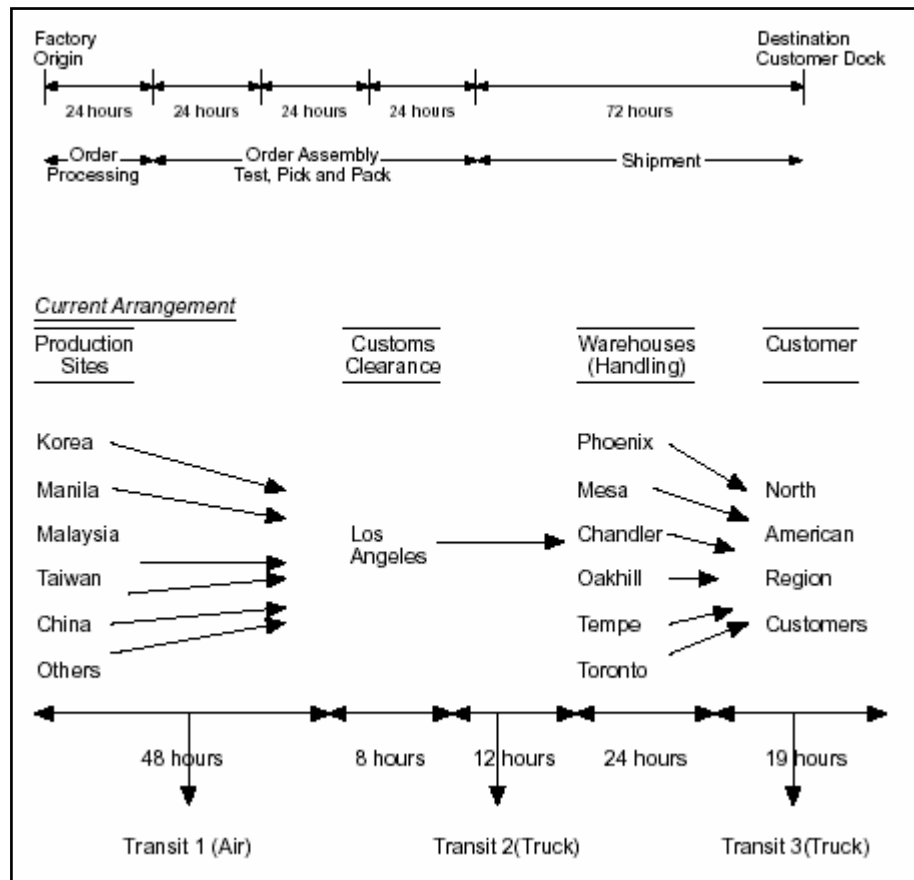 Factory
Origin
Destination
Customer Dock
24 hours
24 hours
24 hours
24 hours
72 hours
Order
Processing
Order Assembly
Test, Pick and Pack
Shipment
Current Arrangement
Production
Sites
Customs
Clearance
Warehouses
(Handling)
Customer
Korea
Phoenix
Manila
Mesa
North
Malaysia
Los
Angeles
Chandler
American
Taiwan
Oakhill
Region
China
Tempe
Customers
Others
Toronto
48 hours
8 hours
12 hours
24 hours
19 hours
Transit 1 (Air)
Transit 2(Truck)
Transit 3(Truck)